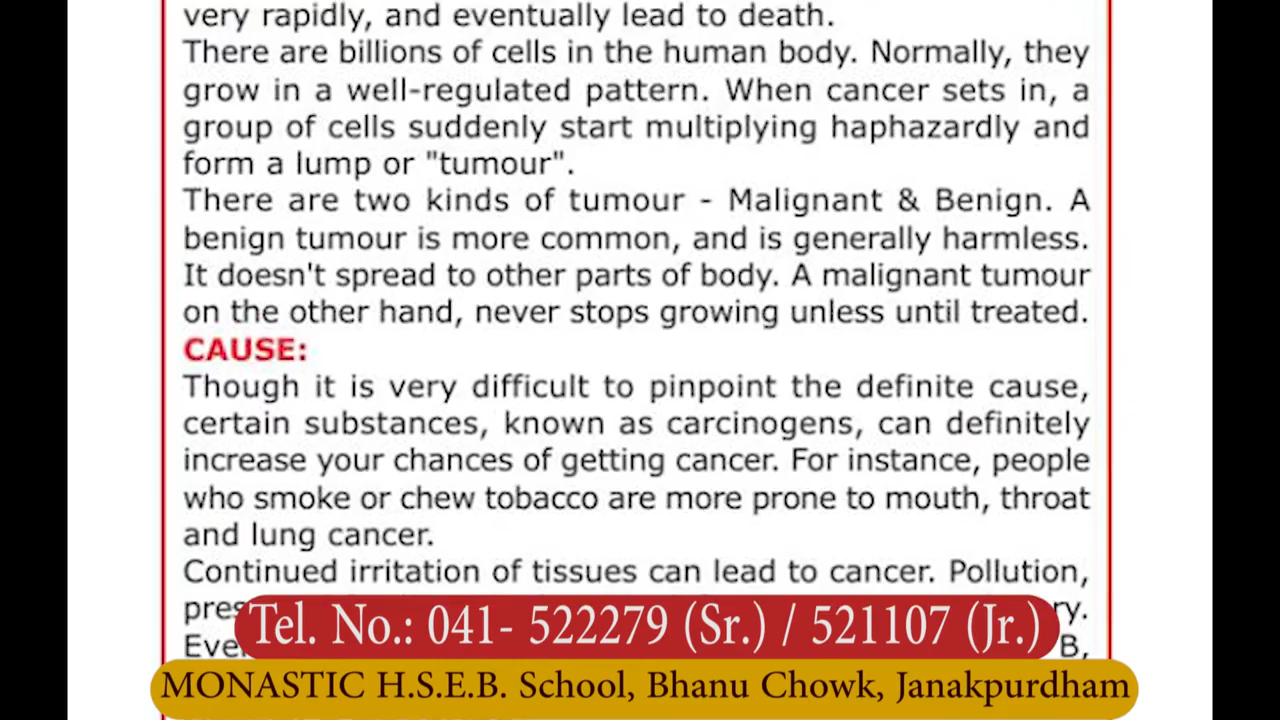 very rapidly, and eventually lead to death.
There are billions of cells in the human body. Normally, they
grow in a well-regulated pattern. When cancer sets in, a
group of cells suddenly start multiplying haphazardly and
form a lump or "tumour".
There are two kinds of tumour - Malignant & Benign. A
benign tumour is more common, and is generally harmless.
It doesn't spread to other parts of body. A malignant tumour
on the other hand, never stops growing unless until treated.
CAUSE:
Though it is very difficult to pinpoint the definite cause,
certain substances, known as carcinogens, can definitely
increase your chances of getting cancer. For instance, people
who smoke or chew tobacco are more prone to mouth, throat
and lung cancer.
Continued irritation of tissues can lead to cancer. Pollution,
Tel. No.: 041- 522279 (Sr.) / 521107 (Jr.)
B,
MONASTIC H.S.E.B. School, Bhanu Chowk, Janakpurdham